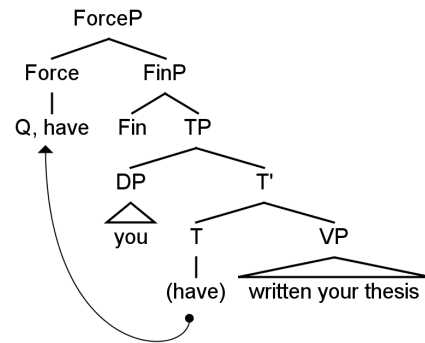 ForceP
Force FinP
Q, have Fin TP
DP T'
you T VP
(have) written your thesis